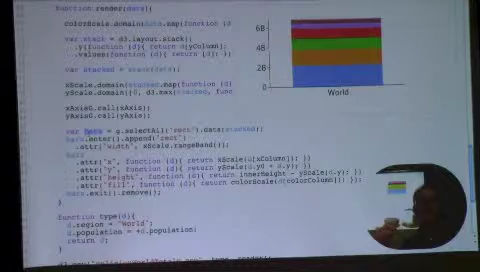 function render(data){
colorScale.domain(data.map(function (d
var stack = d3.layout.stack()
.y(function (d){ return d[yColumn];
.values(function (d){ return [d]; });
var stacked = stack(data);
xScale.domain(stacked.map(function (d)
yScale.domain([0, d3.max(stacked, func
xAxisG.call(xAxis);
yAxisG.call(yAxis);
var bars = g.selectAll("rect").data(stacked);
bars.enter().append("rect")
.attr("width", xScale.rangeBand());
bars
.attr("x", function (d){ return xScale(d[xColumn]); })
.attr("y", function (d){ return yScale(d.y0 + d.y); })
.attr("height", function (d){ return innerHeight - yScale(d.y); })
.attr("fill", function (d){ return colorScale(d[colorColumn]); });
bars.exit().remove();
}
function type(d){
d.region = "World";
d.population = +d.population;
return d;
}
6B
4B
2B
0
World